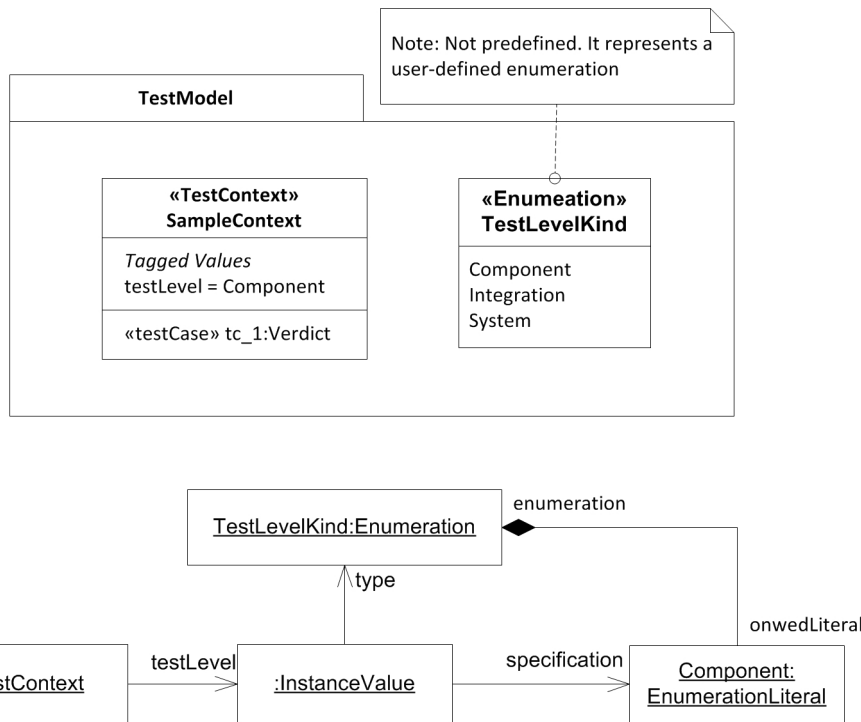 Note: Not predefined. It represents a
user-defined enumeration
TestModel
«TestContext»
SampleContext
Tagged Values
testLevel = Component
«testCase» tc_1:Verdict
«Enumeation»
TestLevelKind
Component
Integration
System
TestLevelKind:Enumeration
enumeration
type
onwedLiteral
stContext
testLevel
:InstanceValue
specification
Component:
EnumerationLiteral